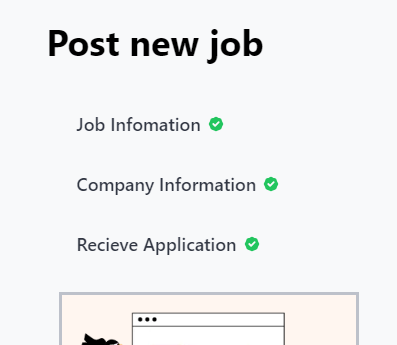 Post new job
Job Infomation
Company Information
Recieve Application